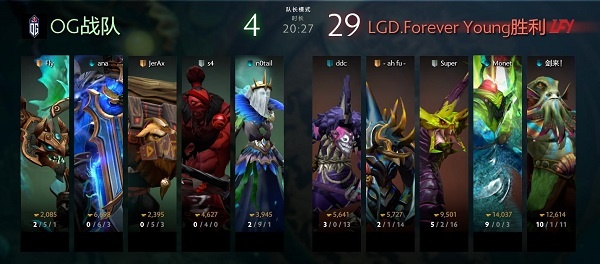 OG战队
4
队长模式
时长
20:27
29
LGD.Forever Young胜利
LFY
Fly
ana
JerAx
s4
n0tail
ddc
- ah fu -
Super
Monet
剑来!
2,085
2/5/1
0/6/3
2,395
0/5/3
4,627
0/4/0
3,945
2/9/1
5,641
3/0/13
5,727
2/1/14
9,501
5/2/16
14,037
9/0/3
12,614
10/1/11